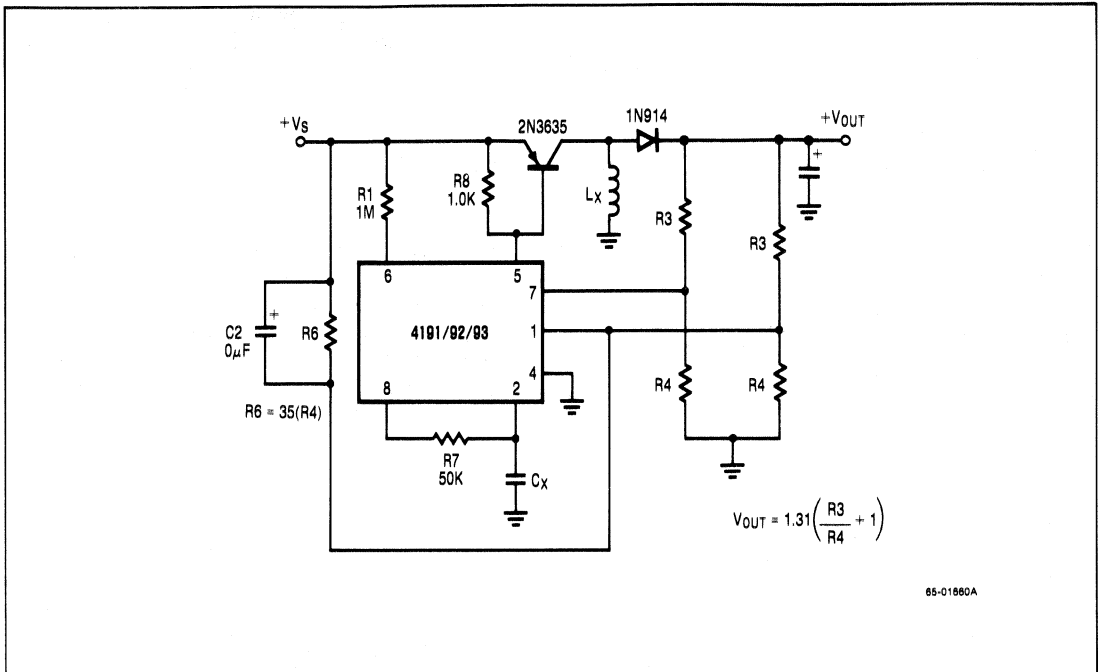 +VS
2N3635
1N914
+VOUT
R1
1M
R8
1.0K
LX
R3
R3
+
6
5
7
C2
0µF
+
R6
4191/92/93
1
4
R4
R4
8
2
R6 = 35(R4)
R7
50K
CX
VOUT = 1.31(R3/R4 + 1)
65-01660A